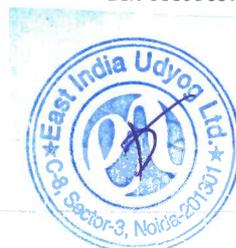 ★East India Udyog Ltd.★
C-8, Sector-3, Noida-201301